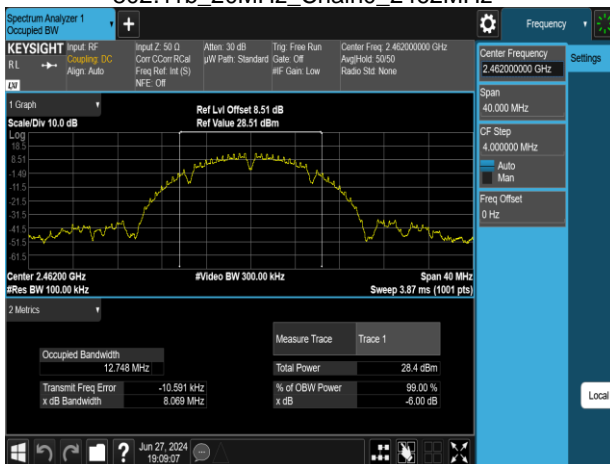 Spectrum Analyzer 1
Occupied BW
+
Frequency
KEYSIGHT
RL
LXI
Input: RF
Coupling: DC
Align: Auto
Input Z: 50 Ω
Corr CCorr RCal
Freq Ref: Int (S)
NFE: Off
Atten: 30 dB
µW Path: Standard
Trig: Free Run
Gate: Off
#IF Gain: Low
Center Freq: 2.462000000 GHz
Avg|Hold: 50/50
Radio Std: None
Center Frequency
2.462000000 GHz
Settings
Span
40.000 MHz
CF Step
4.000000 MHz
Auto
Man
Freq Offset
0 Hz
Local
1 Graph
Scale/Div 10.0 dB
Ref Lvl Offset 8.51 dB
Ref Value 28.51 dBm
Log
18.5
8.51
-1.49
-11.5
-21.5
-31.5
-41.5
-51.5
-61.5
Center 2.46200 GHz
#Video BW 300.00 kHz
Span 40 MHz
#Res BW 100.00 kHz
Sweep 3.87 ms (1001 pts)
2 Metrics
Measure Trace
Trace 1
Occupied Bandwidth
12.748 MHz
Total Power
28.4 dBm
Transmit Freq Error
-10.591 kHz
% of OBW Power
99.00 %
x dB Bandwidth
8.069 MHz
x dB
-6.00 dB
?
Jun 27, 2024
19:09:07